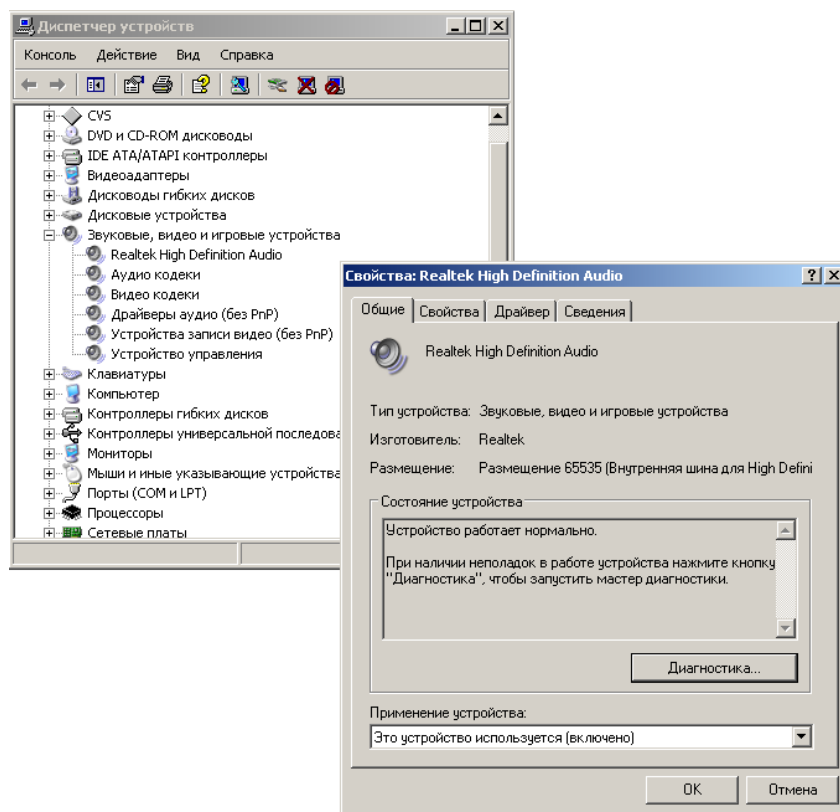 Диспетчер устройств
Консоль Действие Вид Справка
CVS
DVD и CD-ROM дисководы
IDE ATA/ATAPI контроллеры
Видеоадаптеры
Дисководы гибких дисков
Дисковые устройства
Звуковые, видео и игровые устройства
Realtek High Definition Audio
Аудио кодеки
Видео кодеки
Драйверы аудио (без PnP)
Устройства записи видео (без PnP)
Устройство управления
Клавиатуры
Компьютер
Контроллеры гибких дисков
Контроллеры универсальной последова
Мониторы
Мыши и иные указывающие устройства
Порты (COM и LPT)
Процессоры
Сетевые платы
Свойства: Realtek High Definition Audio
Общие Свойства Драйвер Сведения
Realtek High Definition Audio
Тип устройства: Звуковые, видео и игровые устройства
Изготовитель: Realtek
Размещение: Размещение 65535 (Внутренняя шина для High Defini
Состояние устройства
Устройство работает нормально.
При наличии неполадок в работе устройства нажмите кнопку
"Диагностика", чтобы запустить мастер диагностики.
Диагностика...
Применение устройства:
Это устройство используется (включено)
OK Отмена